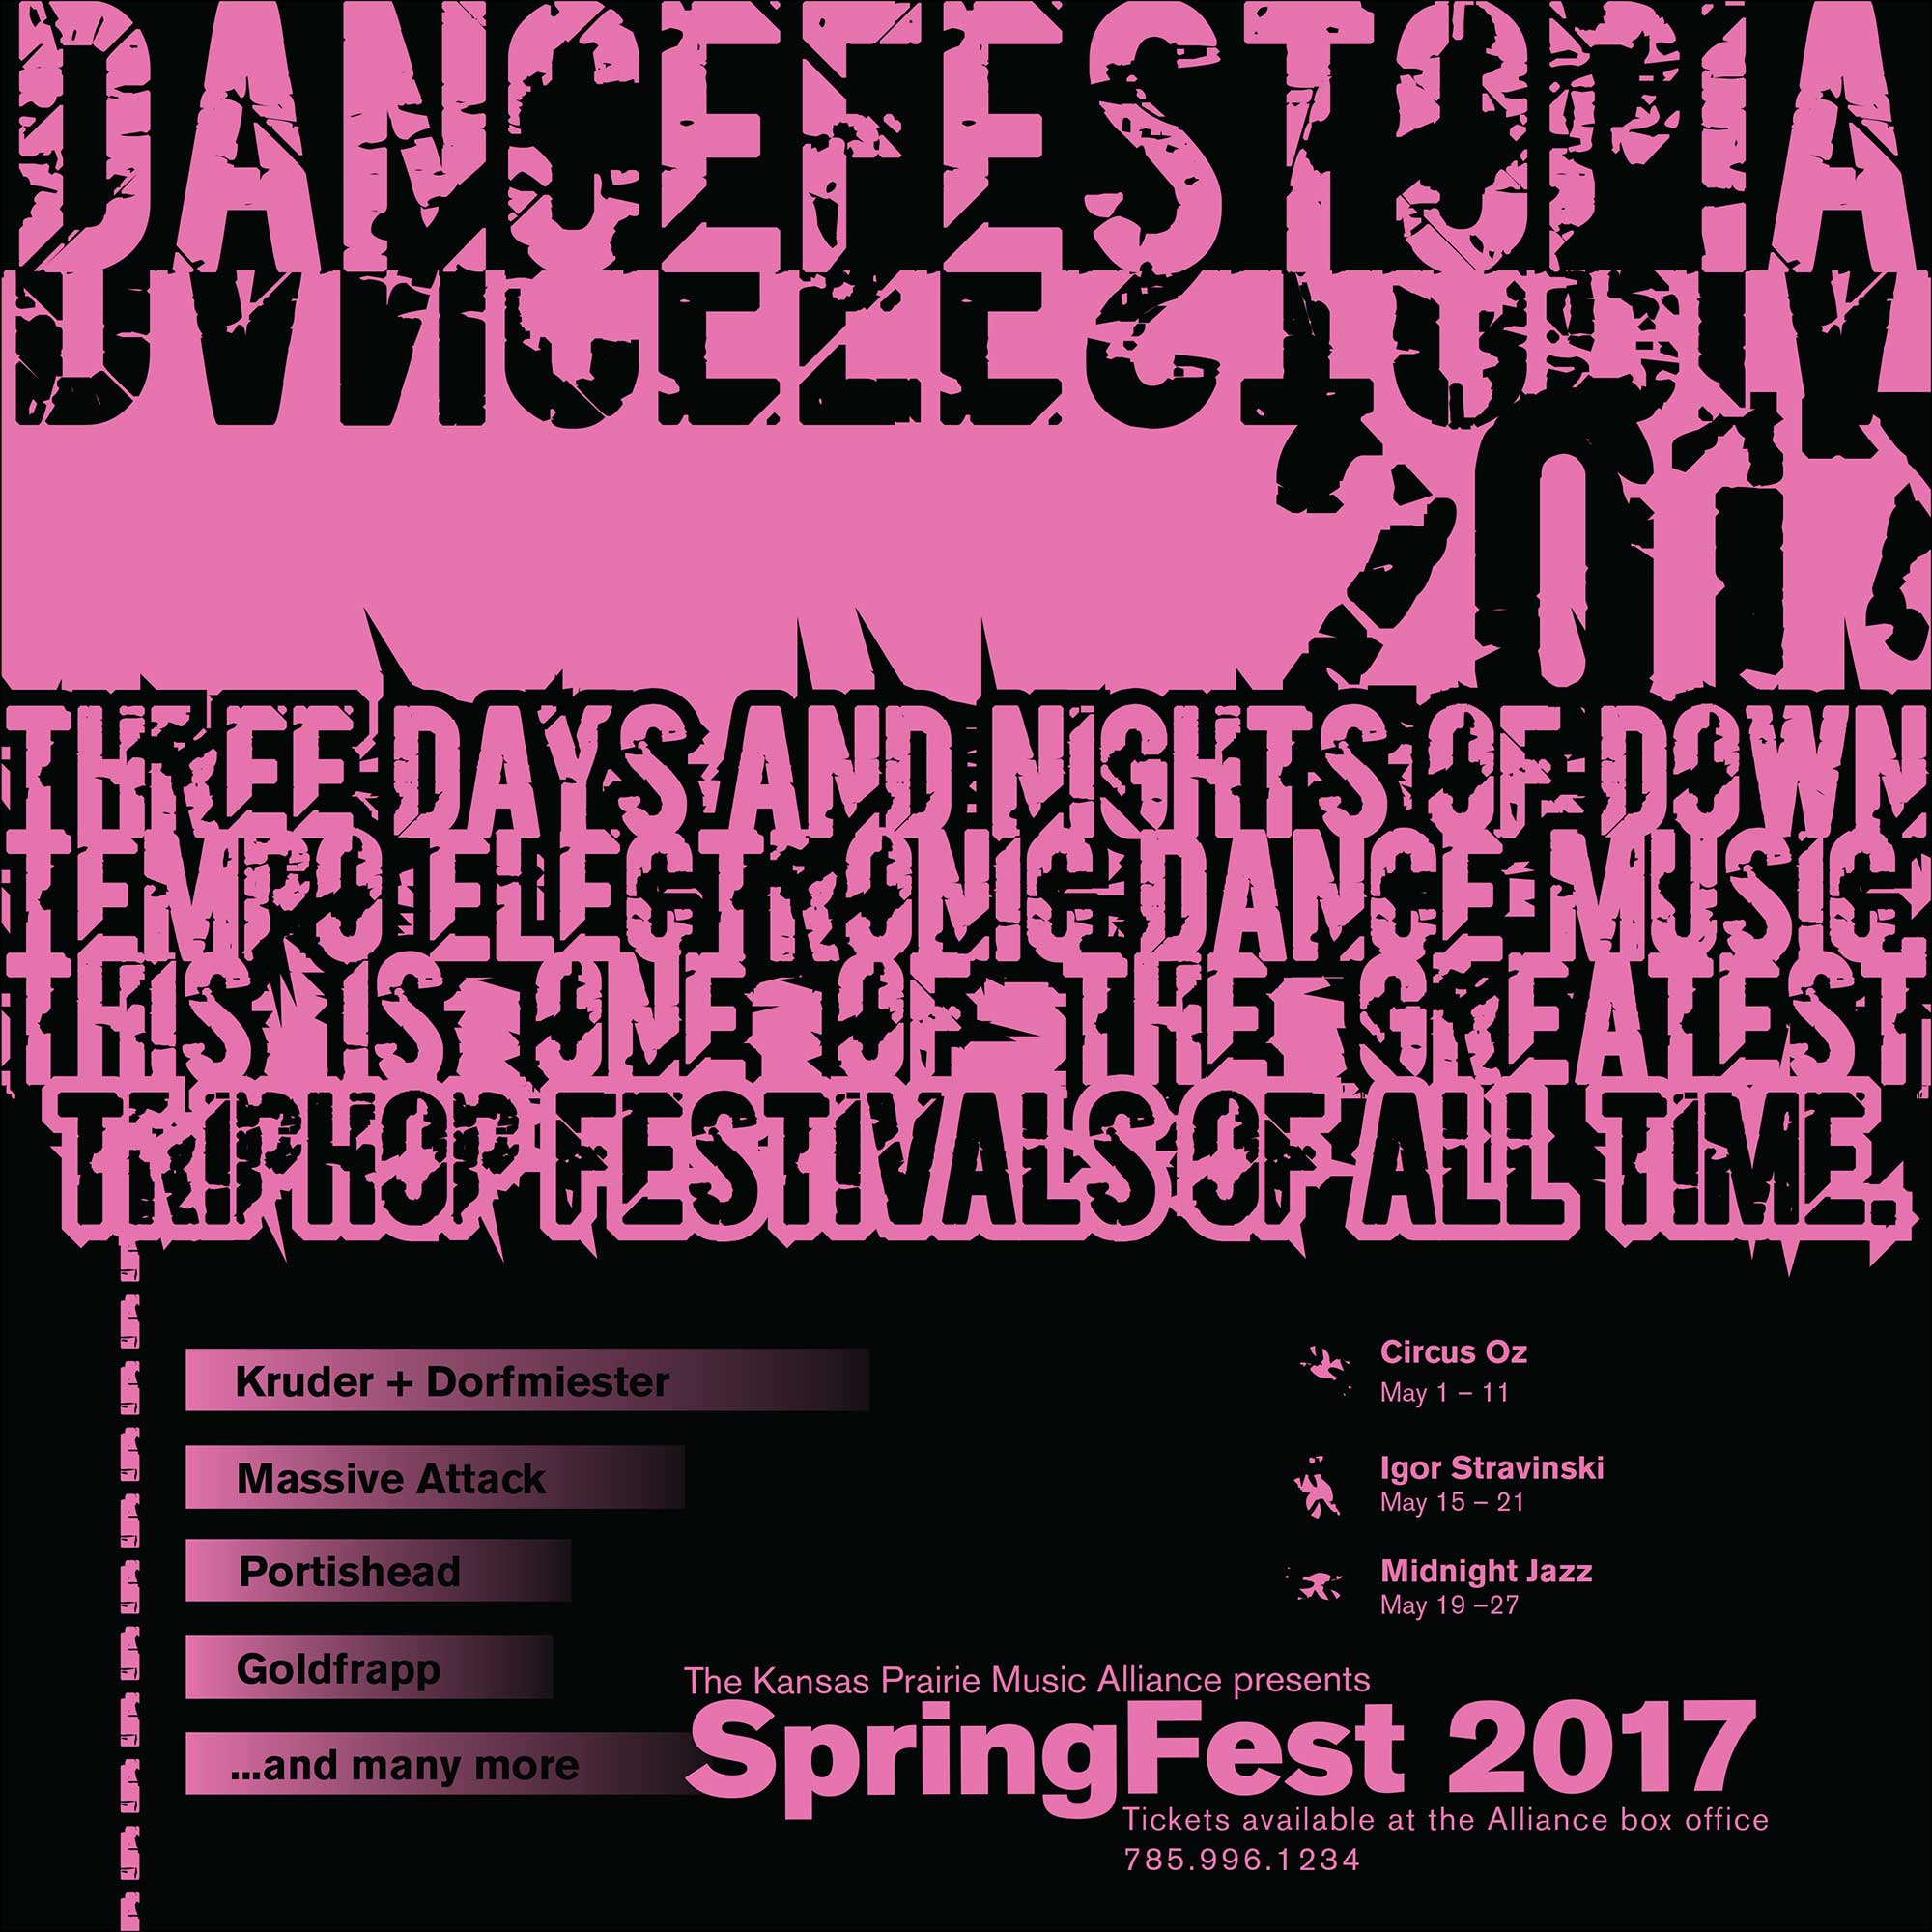 DANCEFESTOPIA
THREE DAYS AND NIGHTS OF DOWN
TEMPO ELECTRONIC DANCE MUSIC
THIS IS ONE OF THE GREATEST
TRIPHOP FESTIVALS OF ALL TIME.
Kruder + Dorfmiester
Massive Attack
Portishead
Goldfrapp
...and many more
Circus Oz
May 1 – 11
Igor Stravinski
May 15 – 21
Midnight Jazz
May 19 –27
The Kansas Prairie Music Alliance presents
SpringFest 2017
Tickets available at the Alliance box office
785.996.1234